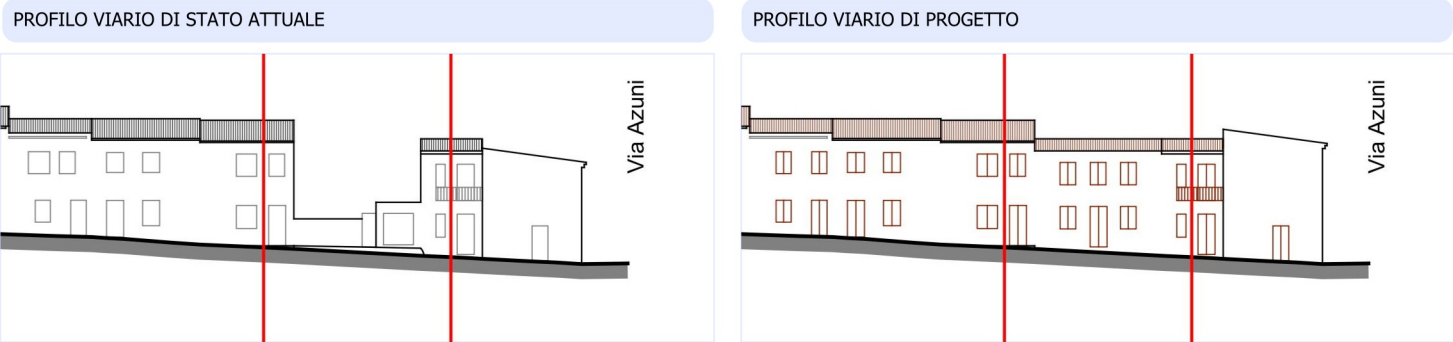 PROFILO VIARIO DI STATO ATTUALE
Via Azuni
PROFILO VIARIO DI PROGETTO
Via Azuni